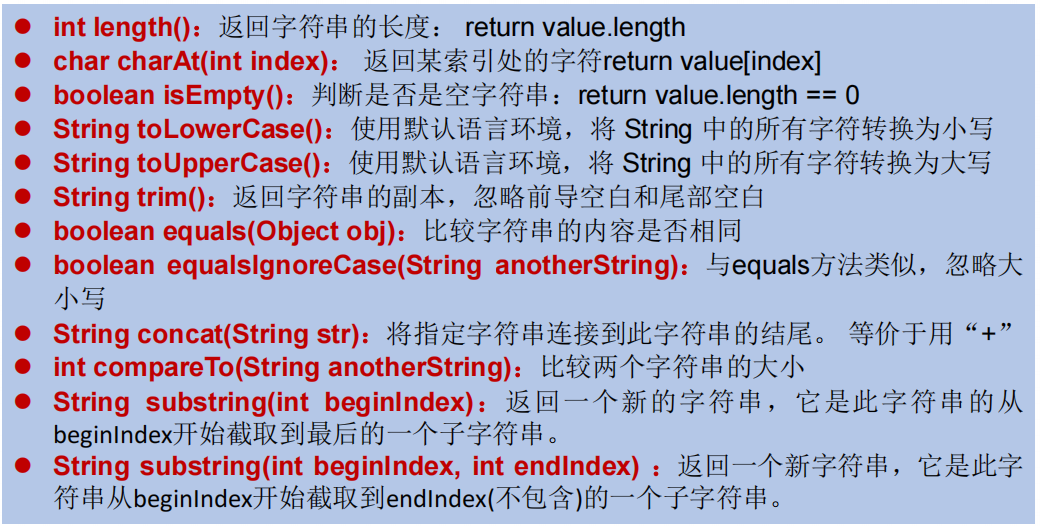 ● int length()：返回字符串的长度： return value.length
● char charAt(int index)： 返回某索引处的字符return value[index]
● boolean isEmpty()：判断是否是空字符串：return value.length == 0
● String toLowerCase()：使用默认语言环境，将 String 中的所有字符转换为小写
● String toUpperCase()：使用默认语言环境，将 String 中的所有字符转换为大写
● String trim()：返回字符串的副本，忽略前导空白和尾部空白
● boolean equals(Object obj)：比较字符串的内容是否相同
● boolean equalsIgnoreCase(String anotherString)：与equals方法类似，忽略大
小写
● String concat(String str)：将指定字符串连接到此字符串的结尾。 等价于用“+”
● int compareTo(String anotherString)：比较两个字符串的大小
● String substring(int beginIndex)：返回一个新的字符串，它是此字符串的从
beginIndex开始截取到最后的一个子字符串。
● String substring(int beginIndex, int endIndex) ：返回一个新字符串，它是此字
符串从beginIndex开始截取到endIndex(不包含)的一个子字符串。